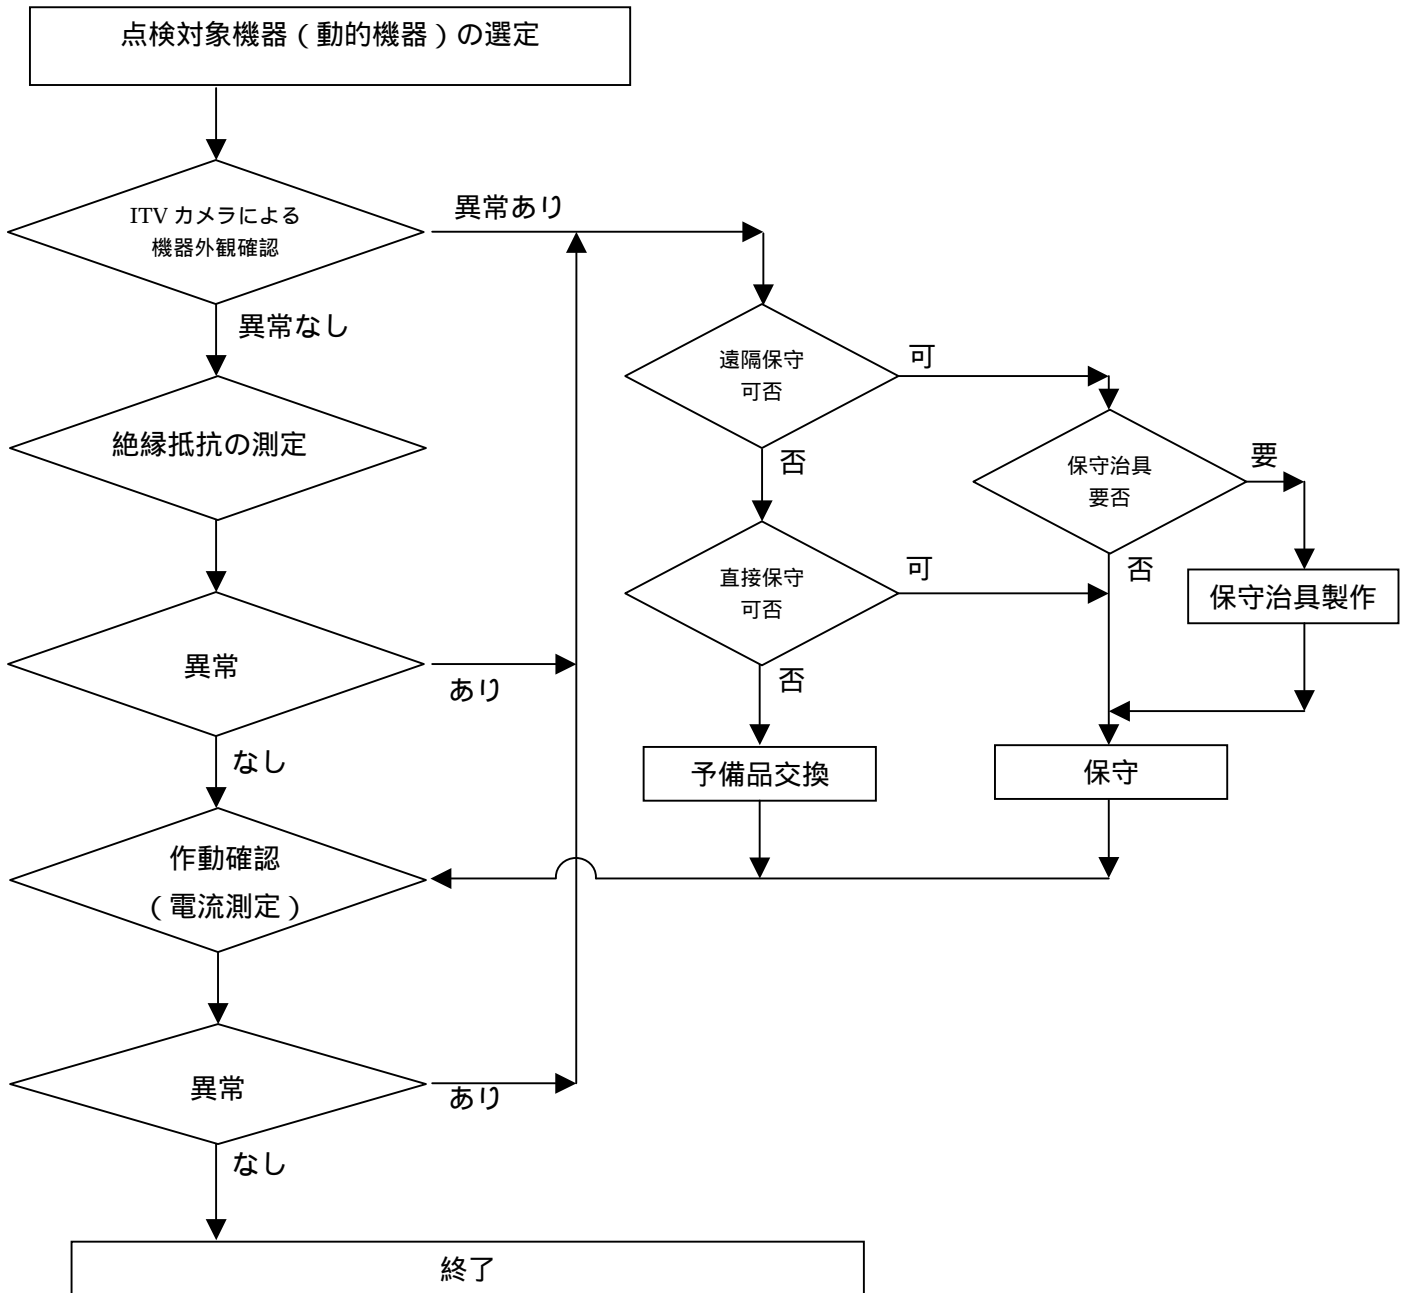 点検対象機器(動的機器)の選定
ITV カメラによる
機器外観確認
異常あり
異常なし
遠隔保守
可否
可
否
絶縁抵抗の測定
保守治具
要否
要
否
直接保守
可否
可
否
保守治具製作
異常
あり
なし
予備品交換
保守
作動確認
(電流測定)
異常
あり
なし
終了